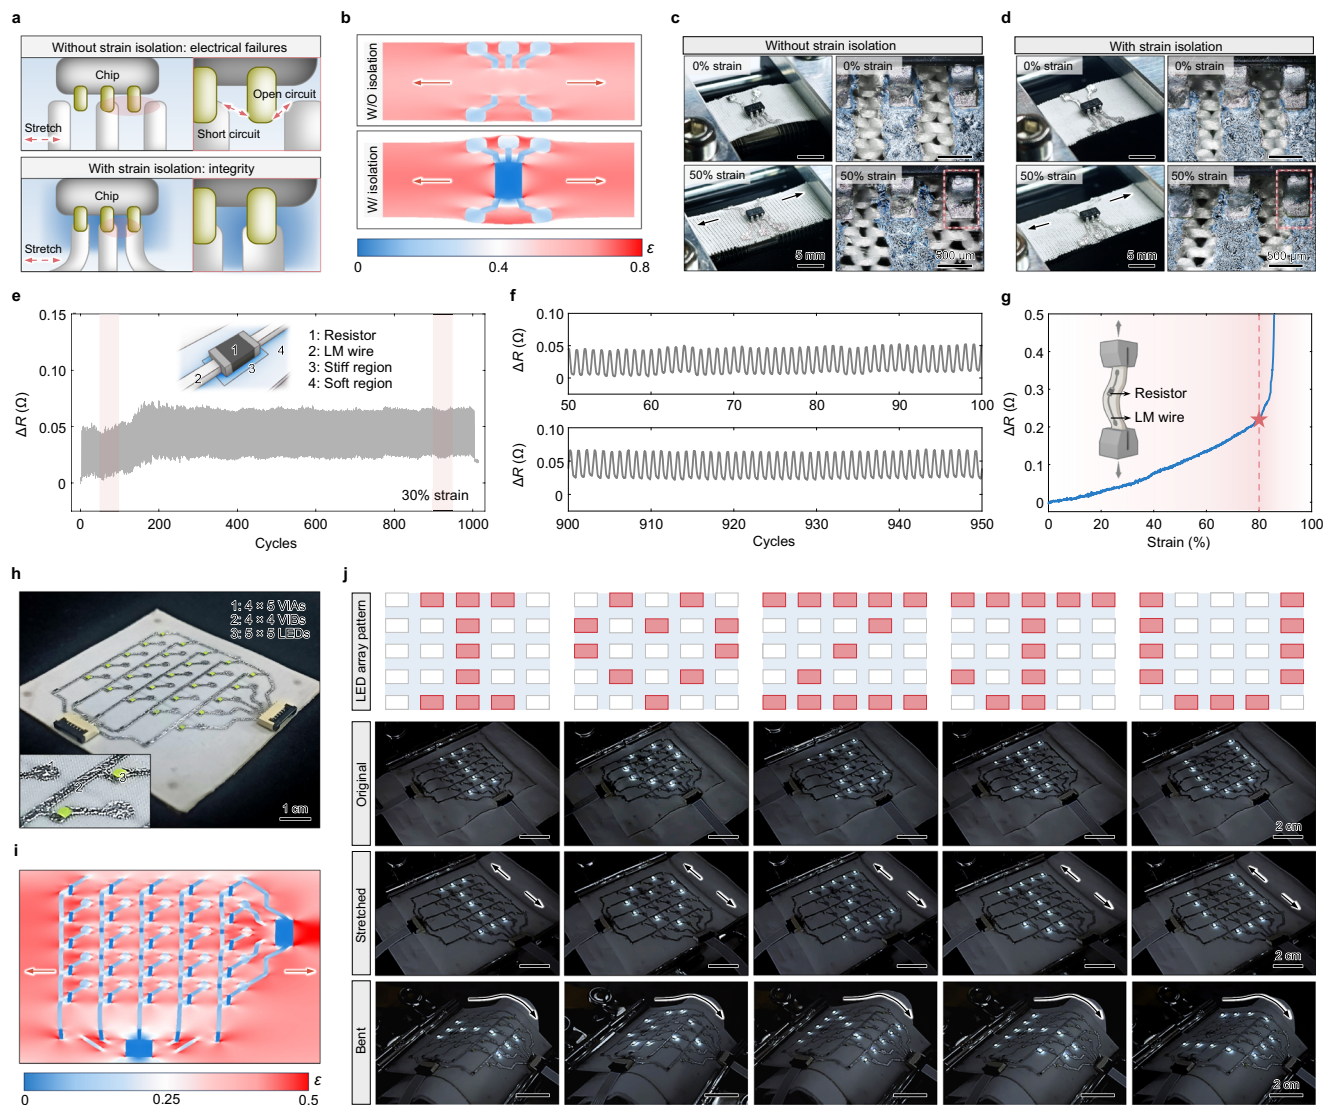 a
Without strain isolation: electrical failures
Chip
Stretch
Open circuit
Short circuit
With strain isolation: integrity
Chip
Stretch
b
W/O isolation
W/ isolation
ε
0
0.4
0.8
c
Without strain isolation
0% strain
0% strain
50% strain
50% strain
5 mm
500 μm
d
With strain isolation
0% strain
0% strain
50% strain
50% strain
5 mm
500 μm
e
0.15
0.10
0.05
0
ΔR (Ω)
1: Resistor
2: LM wire
3: Stiff region
4: Soft region
1
2
3
4
30% strain
0
200
400
600
800
1000
Cycles
f
0.10
0.05
0
ΔR (Ω)
50
60
70
80
90
100
0.10
0.05
0
ΔR (Ω)
900
910
920
930
940
950
Cycles
g
0.5
0.4
0.3
0.2
0.1
0
ΔR (Ω)
Resistor
LM wire
0
20
40
60
80
100
Strain (%)
h
1: 4 × 5 VIAs
2: 4 × 4 VIBs
3: 5 × 5 LEDs
2
3
1 cm
i
ε
0
0.25
0.5
j
LED array pattern
Original
2 cm
Stretched
2 cm
Bent
2 cm